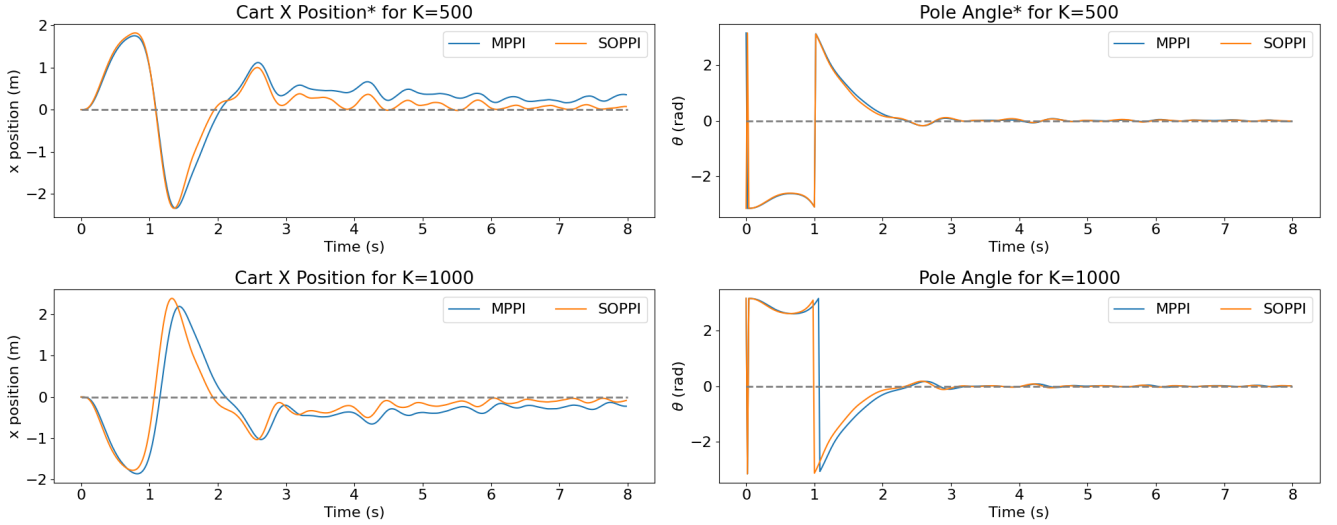 Cart X Position* for K=500
MPPI SOPPI
x position (m)
2
1
0
−1
−2
0 1 2 3 4 5 6 7 8
Time (s)
Pole Angle* for K=500
MPPI SOPPI
θ (rad)
2
0
−2
0 1 2 3 4 5 6 7 8
Time (s)
Cart X Position for K=1000
MPPI SOPPI
x position (m)
2
1
0
−1
−2
0 1 2 3 4 5 6 7 8
Time (s)
Pole Angle for K=1000
MPPI SOPPI
θ (rad)
2
0
−2
0 1 2 3 4 5 6 7 8
Time (s)